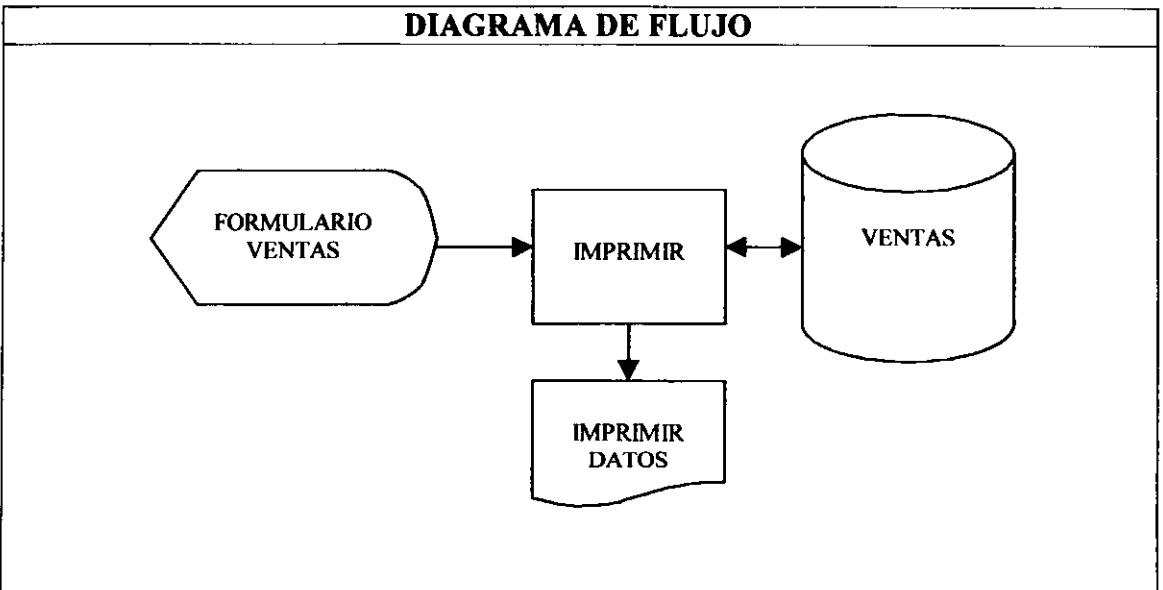 DIAGRAMA DE FLUJO
FORMULARIO
VENTAS
IMPRIMIR
VENTAS
IMPRIMIR
DATOS